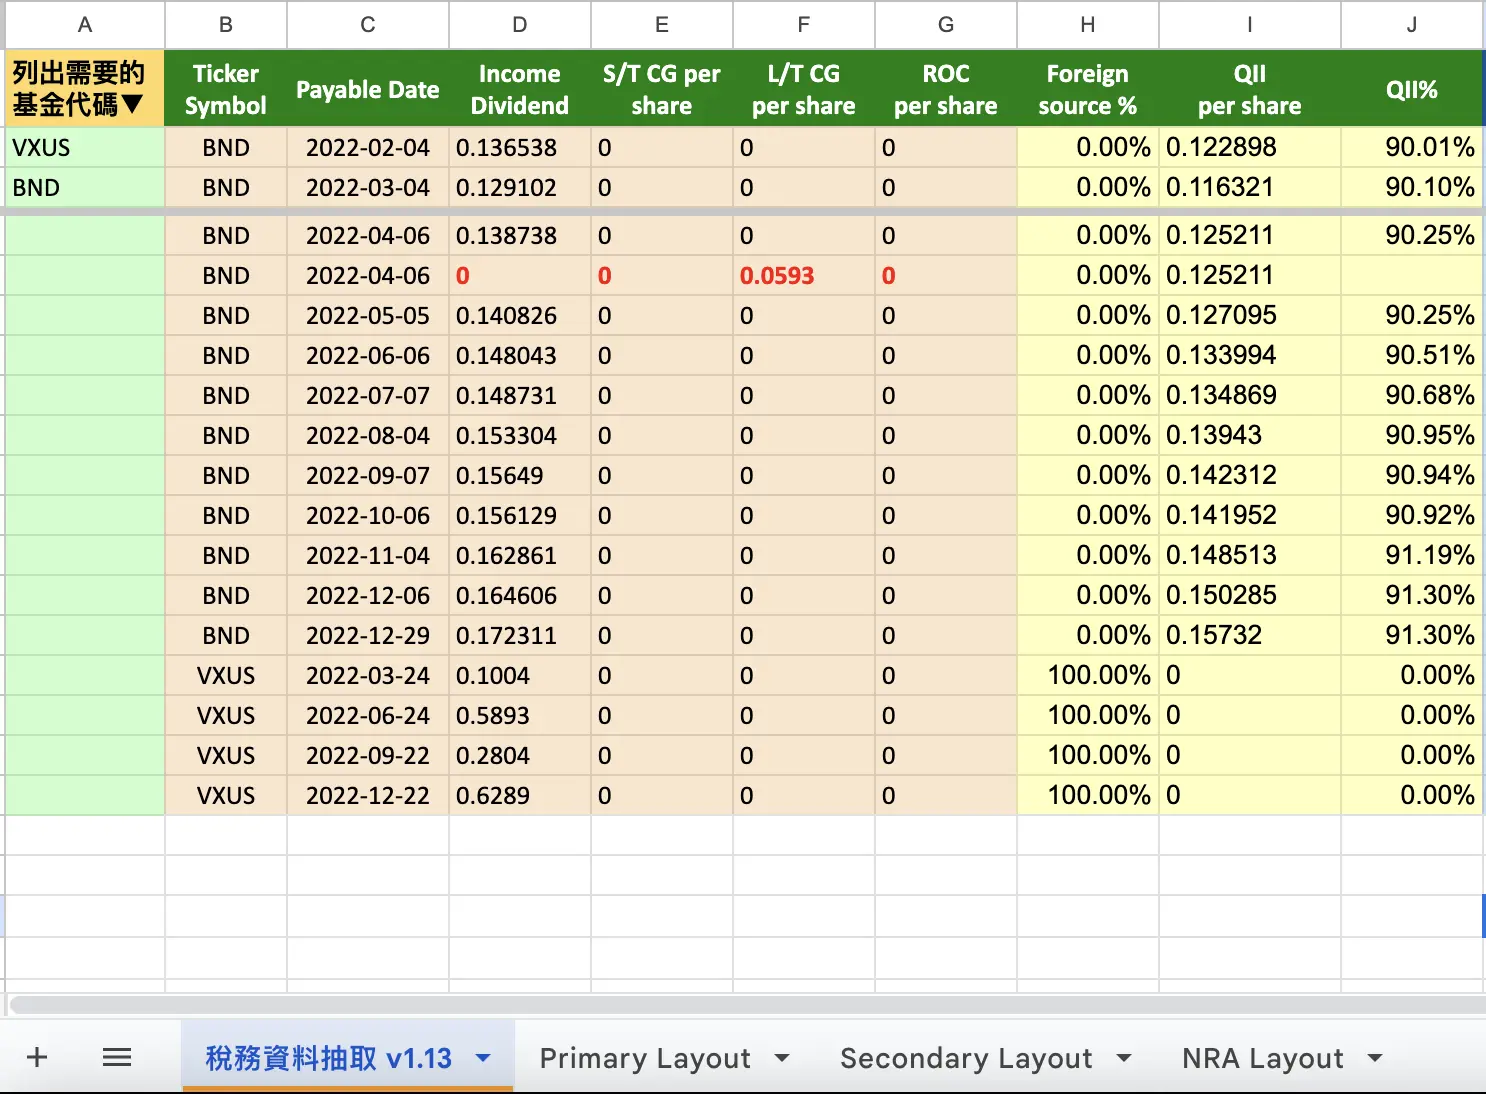 A B C D E F G H I J
列出需要的
基金代碼▼
Ticker
Symbol
Payable Date
Income
Dividend
S/T CG per
share
L/T CG
per share
ROC
per share
Foreign
source %
QII
per share
QII%
VXUS BND 2022-02-04 0.136538 0 0 0 0.00% 0.122898 90.01%
BND BND 2022-03-04 0.129102 0 0 0 0.00% 0.116321 90.10%
BND 2022-04-06 0.138738 0 0 0 0.00% 0.125211 90.25%
BND 2022-04-06 0 0 0.0593 0 0.00% 0.125211
BND 2022-05-05 0.140826 0 0 0 0.00% 0.127095 90.25%
BND 2022-06-06 0.148043 0 0 0 0.00% 0.133994 90.51%
BND 2022-07-07 0.148731 0 0 0 0.00% 0.134869 90.68%
BND 2022-08-04 0.153304 0 0 0 0.00% 0.13943 90.95%
BND 2022-09-07 0.15649 0 0 0 0.00% 0.142312 90.94%
BND 2022-10-06 0.156129 0 0 0 0.00% 0.141952 90.92%
BND 2022-11-04 0.162861 0 0 0 0.00% 0.148513 91.19%
BND 2022-12-06 0.164606 0 0 0 0.00% 0.150285 91.30%
BND 2022-12-29 0.172311 0 0 0 0.00% 0.15732 91.30%
VXUS 2022-03-24 0.1004 0 0 0 100.00% 0 0.00%
VXUS 2022-06-24 0.5893 0 0 0 100.00% 0 0.00%
VXUS 2022-09-22 0.2804 0 0 0 100.00% 0 0.00%
VXUS 2022-12-22 0.6289 0 0 0 100.00% 0 0.00%
稅務資料抽取 v1.13 Primary Layout Secondary Layout NRA Layout